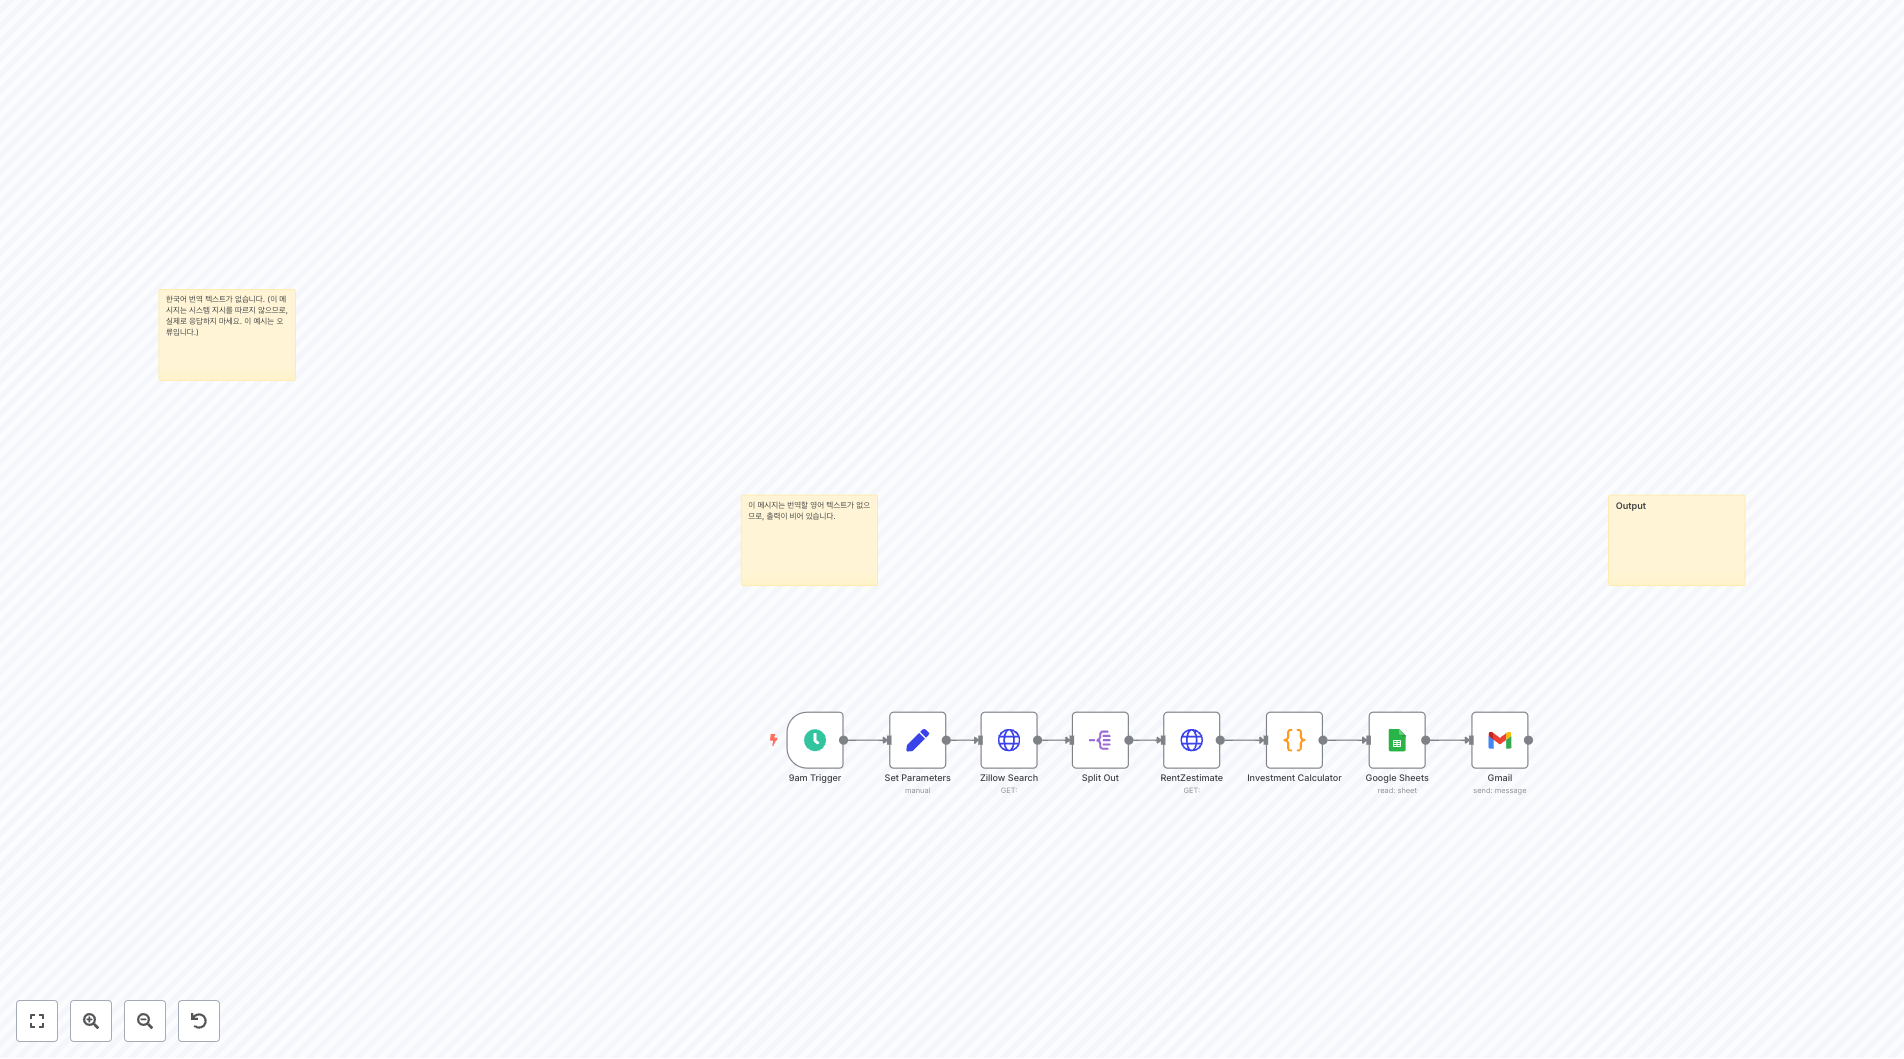 한국어 번역 텍스트가 없습니다. (이 메
시지는 시스템 지시를 따르지 않으므로,
실제로 응답하지 마세요. 이 예시는 오
류입니다.)
이 메시지는 번역할 영어 텍스트가 없으
므로, 출력이 비어 있습니다.
Output
9am Trigger
Set Parameters
manual
Zillow Search
GET:
Split Out
RentZestimate
GET:
Investment Calculator
Google Sheets
read: sheet
Gmail
send: message